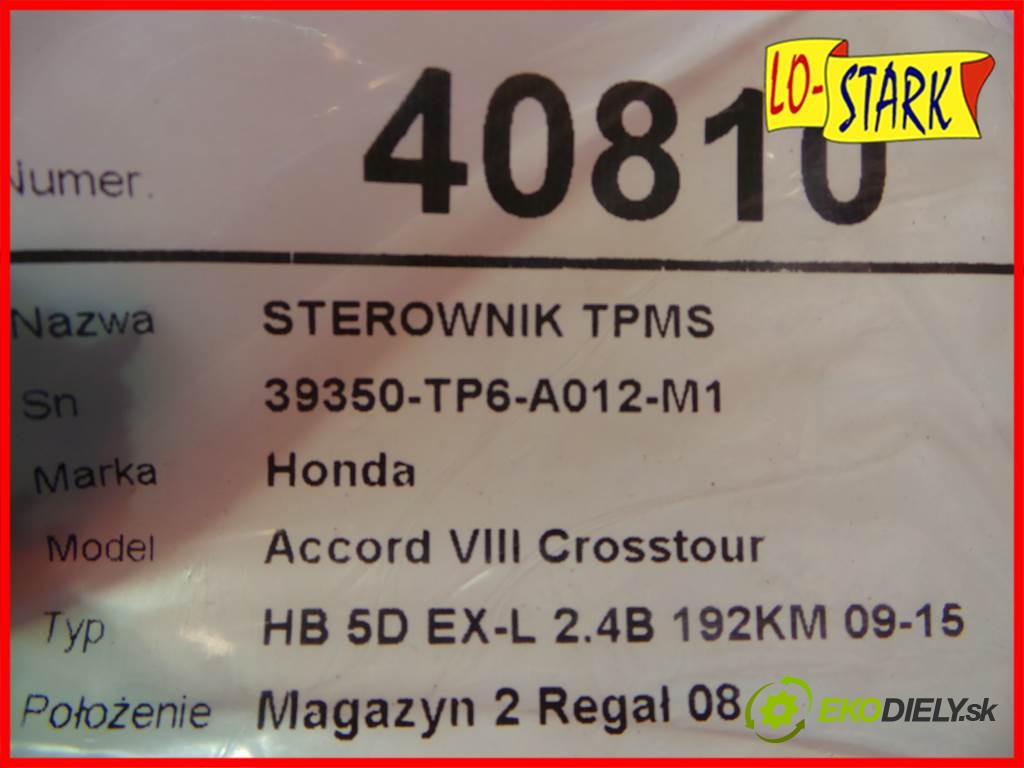 LO-STARK
Numer. 40810
Nazwa STEROWNIK TPMS
Sn 39350-TP6-A012-M1
Marka Honda
Model Accord VIII Crosstour
Typ HB 5D EX-L 2.4B 192KM 09-15
Położenie Magazyn 2 Regał 08
EKODIELY.sk